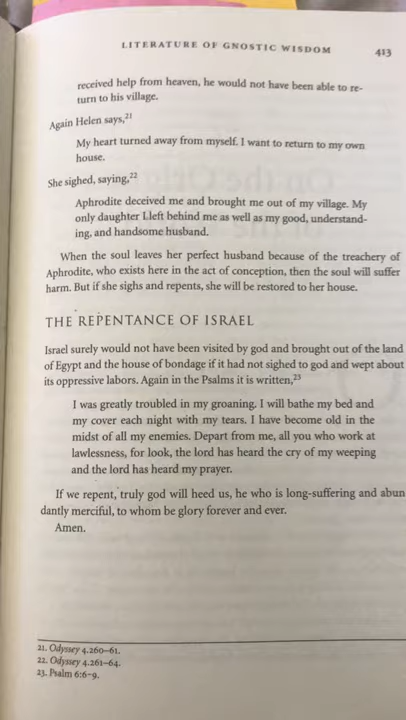 LITERATURE OF GNOSTIC WISDOM 413
received help from heaven, he would not have been able to re-
turn to his village.
Again Helen says,21
My heart turned away from myself. I want to return to my own
house.
She sighed, saying,22
Aphrodite deceived me and brought me out of my village. My
only daughter I left behind me as well as my good, understand-
ing, and handsome husband.
When the soul leaves her perfect husband because of the treachery of
Aphrodite, who exists here in the act of conception, then the soul will suffer
harm. But if she sighs and repents, she will be restored to her house.
THE REPENTANCE OF ISRAEL
Israel surely would not have been visited by god and brought out of the land
of Egypt and the house of bondage if it had not sighed to god and wept about
its oppressive labors. Again in the Psalms it is written,23
I was greatly troubled in my groaning. I will bathe my bed and
my cover each night with my tears. I have become old in the
midst of all my enemies. Depart from me, all you who work at
lawlessness, for look, the lord has heard the cry of my weeping
and the lord has heard my prayer.
If we repent, truly god will heed us, he who is long-suffering and abun
dantly merciful, to whom be glory forever and ever.
Amen.
21. Odyssey 4.260–61.
22. Odyssey 4.261–64.
23. Psalm 6:6–9.